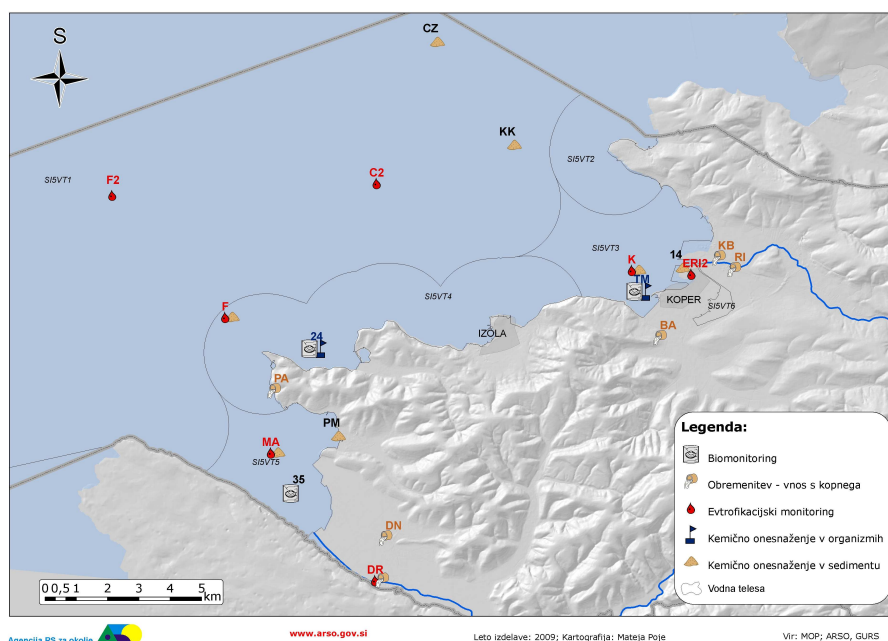 CZ
S
KK
SI5VT2
SI5VT1
F2
C2
SI5VT3
14
KB
RI
K
ERI2
TM
SI5VT4
KOPER
SI5VT6
F
24
IZOLA
BA
PA
PM
MA
SI5VT5
35
DN
DR
Legenda:
Biomonitoring
Obremenitev - vnos s kopnega
Evtrofikacijski monitoring
Kemično onesnaženje v organizmih
Kemično onesnaženje v sedimentu
Vodna telesa
0 0,5 1 2 3 4 5
km
Agencija RS za okolje
www.arso.gov.si
Leto izdelave: 2009; Kartografija: Mateja Poje
Vir: MOP; ARSO, GURS